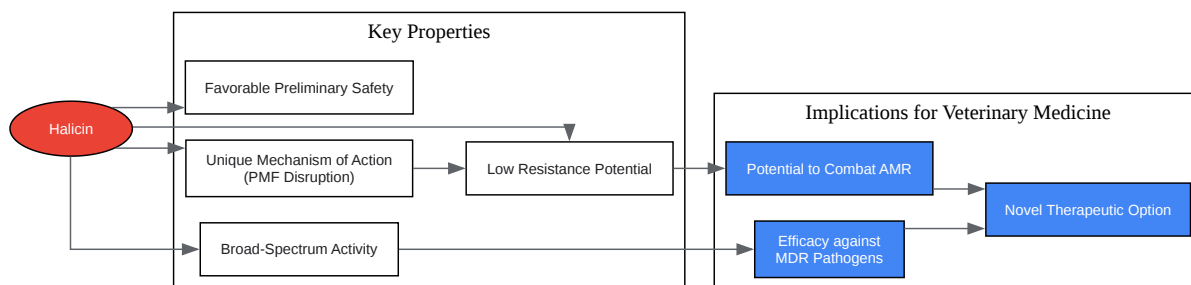 Key Properties
Favorable Preliminary Safety
Halicin
Unique Mechanism of Action
(PMF Disruption)
Low Resistance Potential
Broad-Spectrum Activity
Implications for Veterinary Medicine
Potential to Combat AMR
Novel Therapeutic Option
Efficacy against
MDR Pathogens